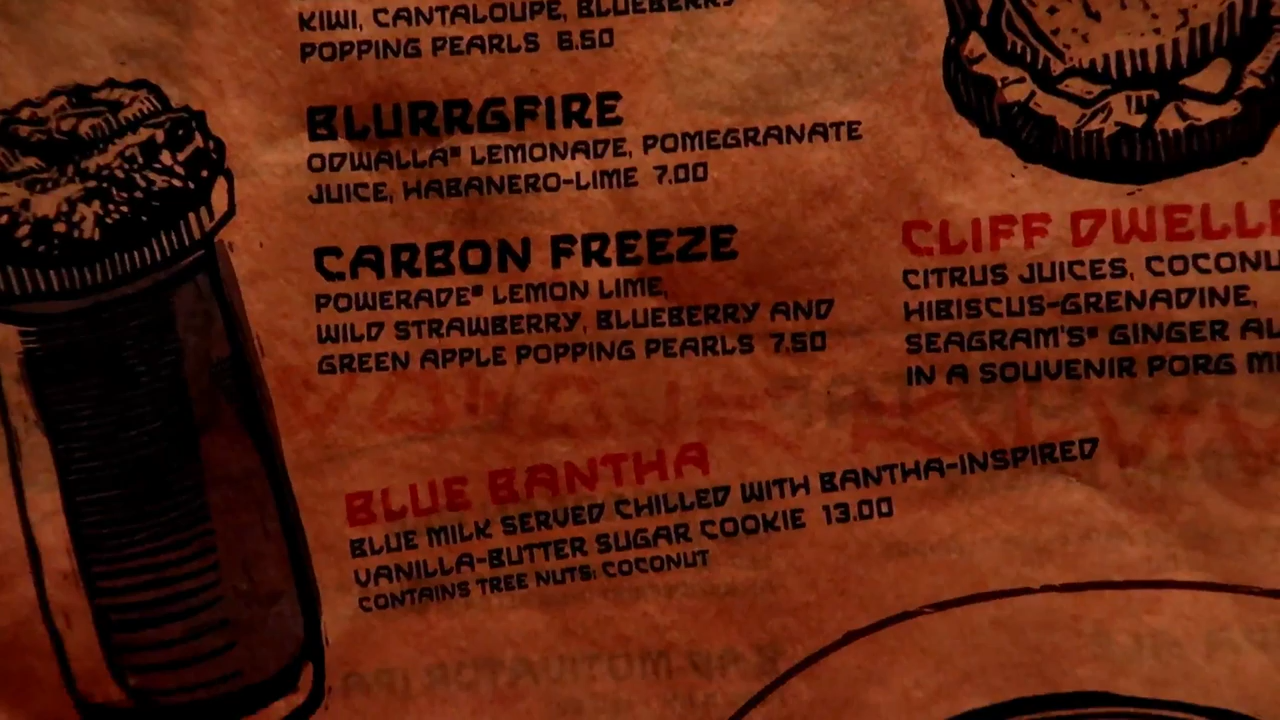 KIWI, CANTALOUPE, BLUEBERRY
POPPING PEARLS 6.50
BLURRGFIRE
ODWALLA® LEMONADE, POMEGRANATE
JUICE, HABANERO-LIME 7.00
CARBON FREEZE
POWERADE® LEMON LIME,
WILD STRAWBERRY, BLUEBERRY AND
GREEN APPLE POPPING PEARLS 7.50
BLUE BANTHA
BLUE MILK SERVED CHILLED WITH BANTHA-INSPIRED
VANILLA-BUTTER SUGAR COOKIE 13.00
CONTAINS TREE NUTS: COCONUT
CLIFF
CITRUS JUICES,
HIBISCUS-GRENADINE,
SEAGRAM'S® GINGER
IN A SOUVENIR PORG